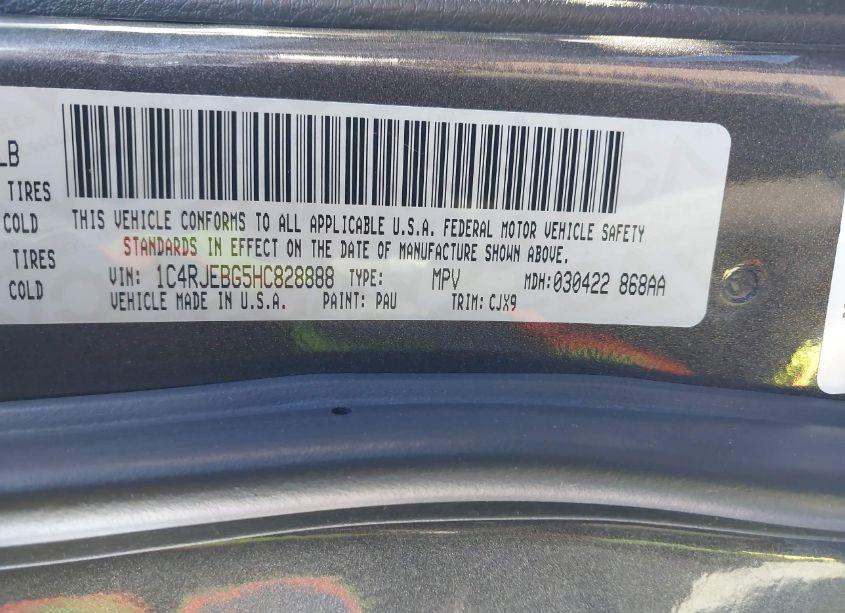 LB
TIRES
COLD
TIRES
COLD
THIS VEHICLE CONFORMS TO ALL APPLICABLE U.S.A. FEDERAL MOTOR VEHICLE SAFETY
STANDARDS IN EFFECT ON THE DATE OF MANUFACTURE SHOWN ABOVE.
VIN: 1C4RJEBG5HC828888 TYPE: MPV MDH:030422 868AA
VEHICLE MADE IN U.S.A. PAINT: PAU TRIM: CJX9